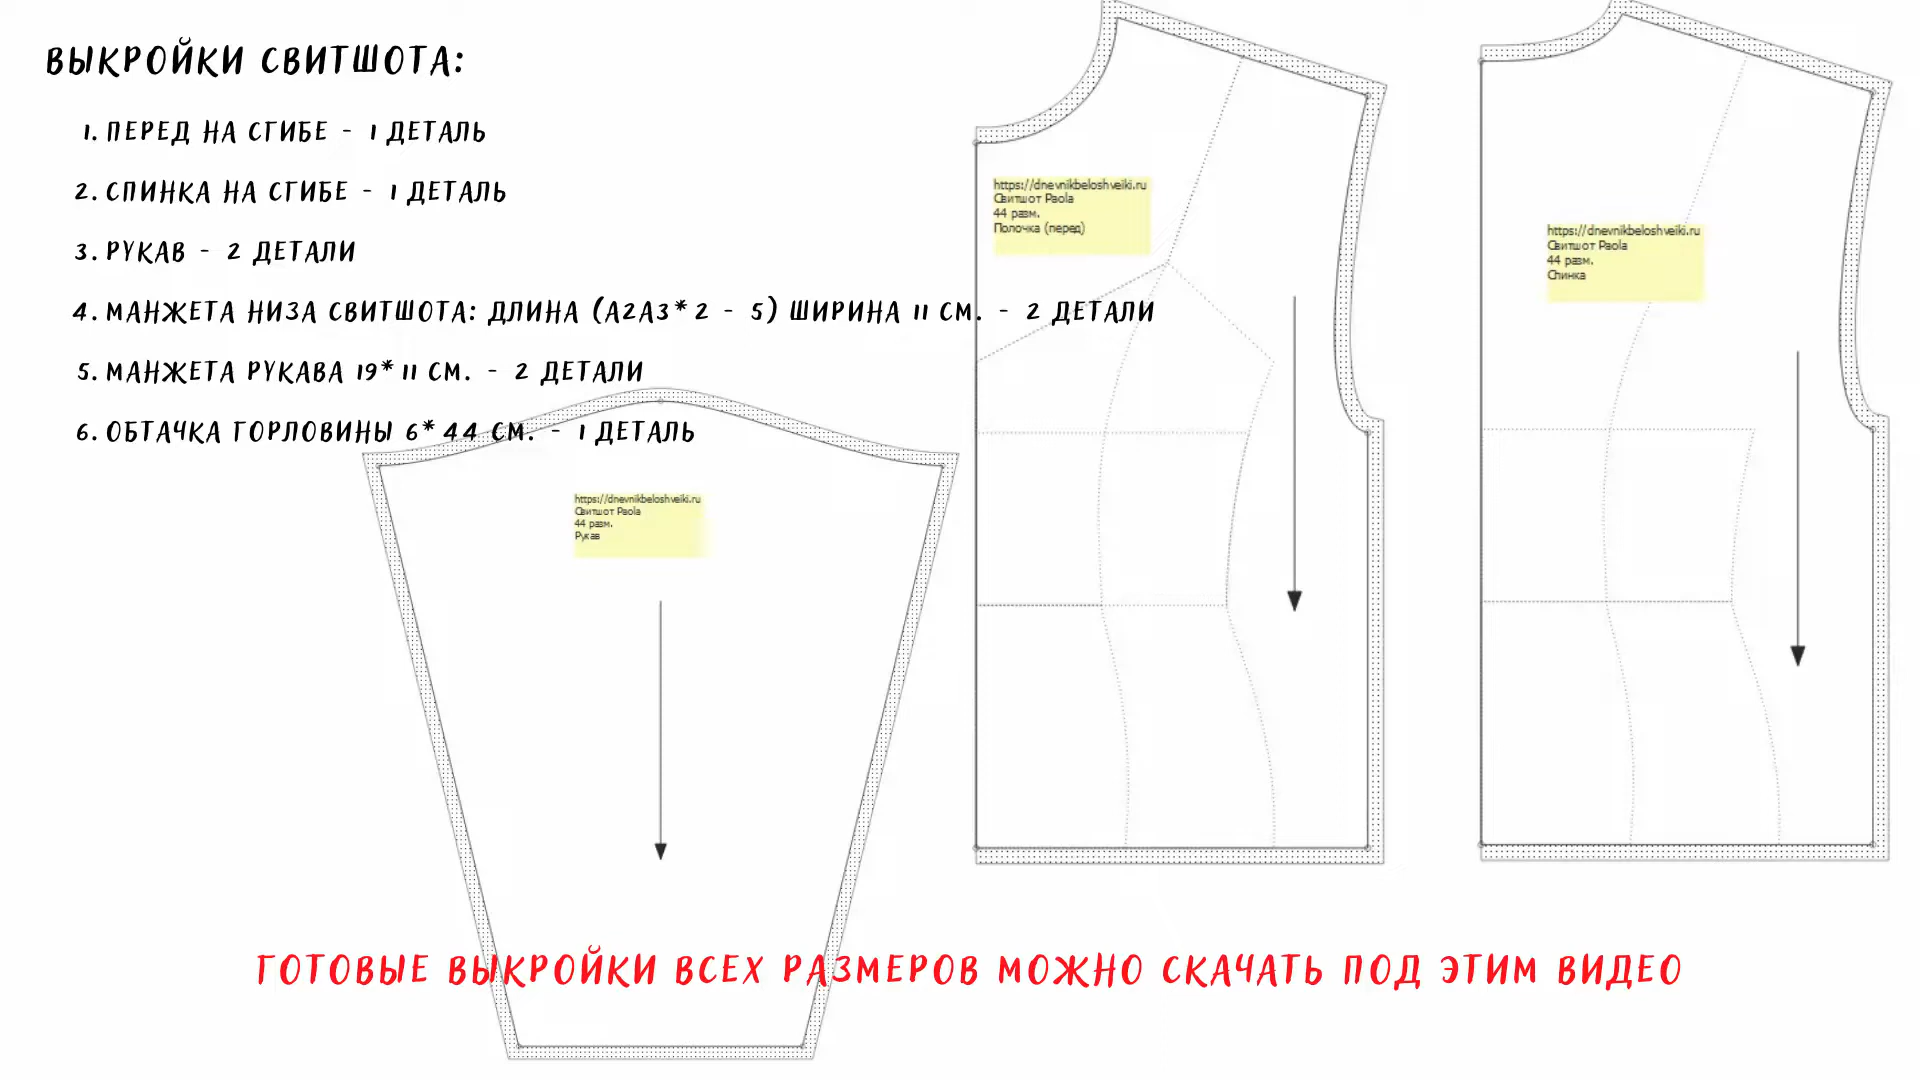 ВЫКРОЙКИ СВИТШОТА:
1. ПЕРЕД НА СГИБЕ - 1 ДЕТАЛЬ
2. СПИНКА НА СГИБЕ - 1 ДЕТАЛЬ
3. РУКАВ - 2 ДЕТАЛИ
4. МАНЖЕТА НИЗА СВИТШОТА: ДЛИНА (А2А3*2 - 5) ШИРИНА 11 СМ. - 2 ДЕТАЛИ
5. МАНЖЕТА РУКАВА 19*11 СМ. - 2 ДЕТАЛИ
6. ОБТАЧКА ГОРЛОВИНЫ 6*44 СМ. - 1 ДЕТАЛЬ
https://dnevnikbeloshveiki.ru
Свитшот Paola
44 разм.
Рукав
https://dnevnikbeloshveiki.ru
Свитшот Paola
44 разм.
Полочка (перед)
https://dnevnikbeloshveiki.ru
Свитшот Paola
44 разм.
Спинка
ГОТОВЫЕ ВЫКРОЙКИ ВСЕХ РАЗМЕРОВ МОЖНО СКАЧАТЬ ПОД ЭТИМ ВИДЕО